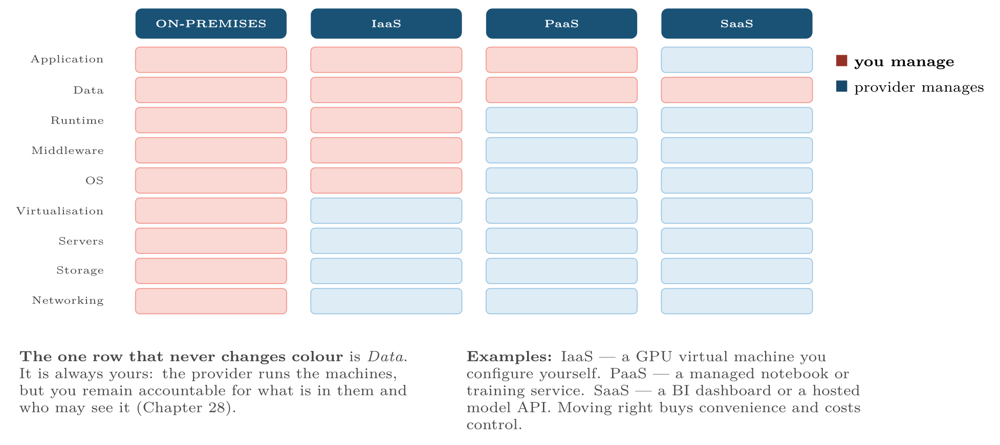 ON-PREMISES IaaS PaaS SaaS
Application
you manage
Data
provider manages
Runtime
Middleware
OS
Virtualisation
Servers
Storage
Networking
The one row that never changes colour is Data.
It is always yours: the provider runs the machines,
but you remain accountable for what is in them and
who may see it (Chapter 28).
Examples: IaaS — a GPU virtual machine you
configure yourself. PaaS — a managed notebook or
training service. SaaS — a BI dashboard or a hosted
model API. Moving right buys convenience and costs
control.